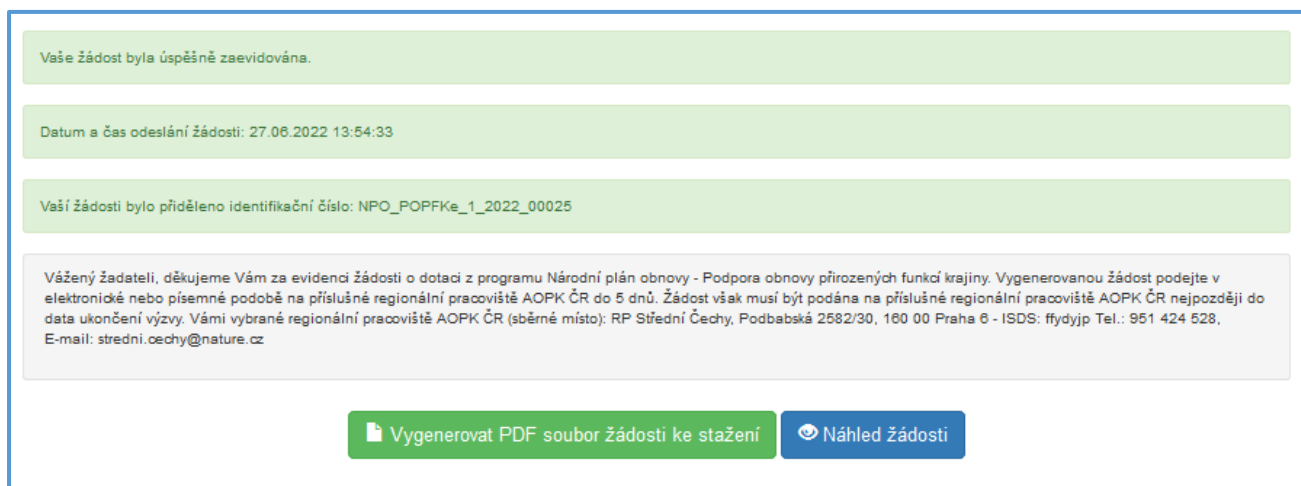 Vaše žádost byla úspěšně zaevidována.
Datum a čas odeslání žádosti: 27.06.2022 13:54:33
Vaší žádosti bylo přiděleno identifikační číslo: NPO_POPFKe_1_2022_00025
Vážený žadateli, děkujeme Vám za evidenci žádosti o dotaci z programu Národní plán obnovy - Podpora obnovy přirozených funkcí krajiny. Vygenerovanou žádost podejte v
elektronické nebo písemné podobě na příslušné regionální pracoviště AOPK ČR do 5 dnů. Žádost však musí být podána na příslušné regionální pracoviště AOPK ČR nejpozději do
data ukončení výzvy. Vámi vybrané regionální pracoviště AOPK ČR (sběrné místo): RP Střední Čechy, Podbabská 2582/30, 160 00 Praha 6 - ISDS: ffydyjp Tel.: 951 424 528,
E-mail: stredni.cechy@nature.cz
Vygenerovat PDF soubor žádosti ke stažení
Náhled žádosti